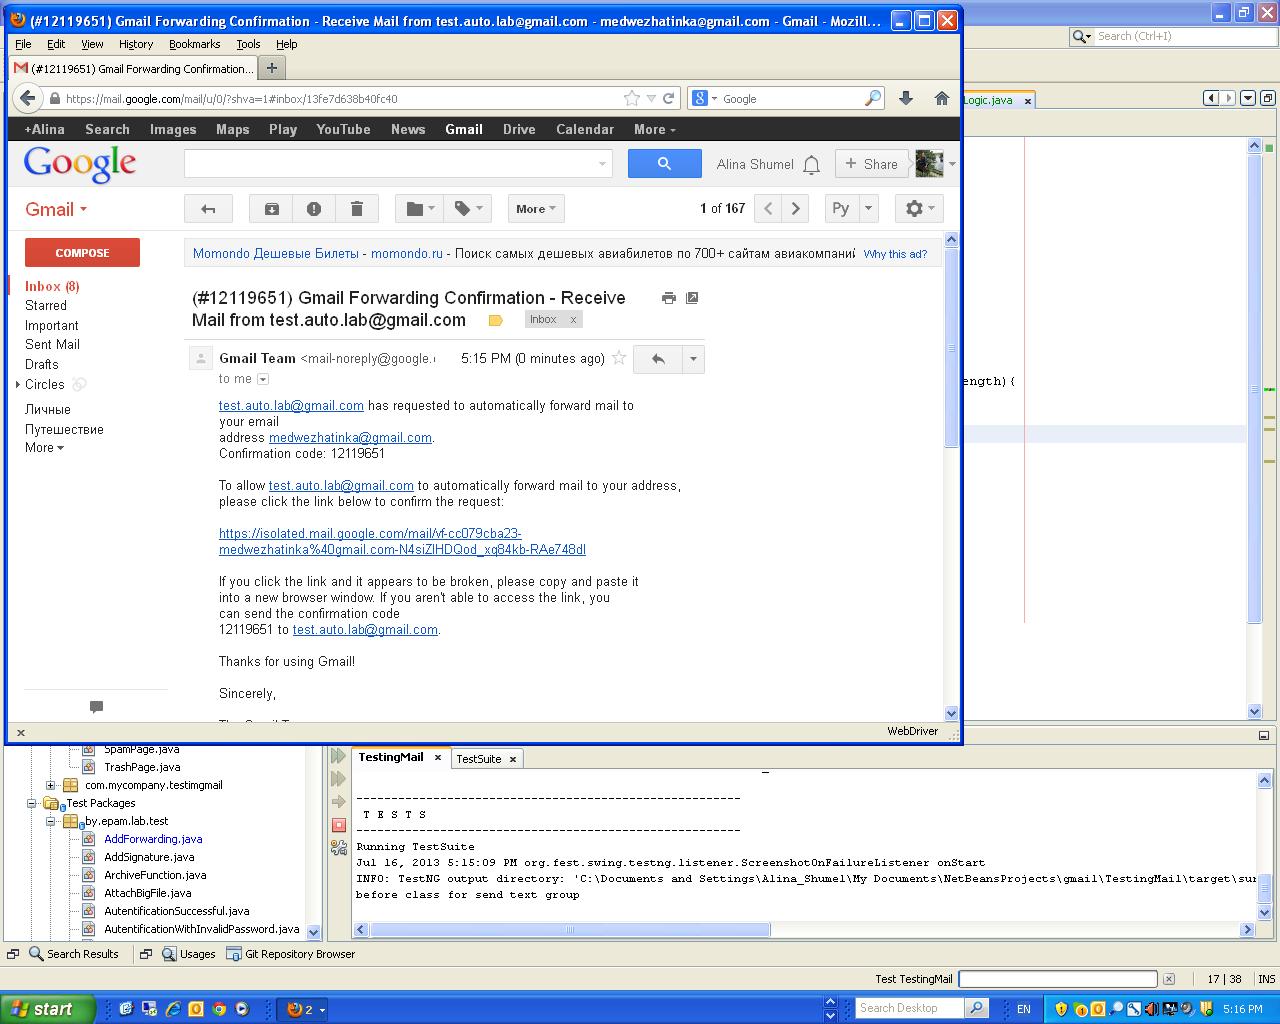 (#12119651) Gmail Forwarding Confirmation - Receive Mail from test.auto.lab@gmail.com - medwezhatinka@gmail.com - Gmail - Mozill...
File Edit View History Bookmarks Tools Help
Search (Ctrl+I)
(#12119651) Gmail Forwarding Confirmation...
https://mail.google.com/mail/u/0/?shva=1#inbox/13fe7d638b40fc40
Google
Logic.java
+Alina Search Images Maps Play YouTube News Gmail Drive Calendar More
Google
Alina Shumel
+ Share
Gmail
More
1 of 167
Ру
COMPOSE
Momondo Дешевые Билеты - momondo.ru - Поиск самых дешевых авиабилетов по 700+ сайтам авиакомпаний
Why this ad?
Inbox (8)
Starred
Important
Sent Mail
Drafts
Circles
Личные
Путешествие
More
(#12119651) Gmail Forwarding Confirmation - Receive
Mail from test.auto.lab@gmail.com
Inbox x
Gmail Team <mail-noreply@google.c
5:15 PM (0 minutes ago)
to me
test.auto.lab@gmail.com has requested to automatically forward mail to
your email
address medwezhatinka@gmail.com.
Confirmation code: 12119651
To allow test.auto.lab@gmail.com to automatically forward mail to your address,
please click the link below to confirm the request:
https://isolated.mail.google.com/mail/vf-cc079cba23-
medwezhatinka%40gmail.com-N4siZlHDQod_xq84kb-RAe748dI
If you click the link and it appears to be broken, please copy and paste it
into a new browser window. If you aren't able to access the link, you
can send the confirmation code
12119651 to test.auto.lab@gmail.com.
Thanks for using Gmail!
Sincerely,
ength){
x
WebDriver
SpamPage.java
TrashPage.java
com.mycompany.testimgmail
Test Packages
by.epam.lab.test
AddForwarding.java
AddSignature.java
ArchiveFunction.java
AttachBigFile.java
AutentificationSuccessful.java
AutentificationWithInvalidPassword.java
TestingMail x
TestSuite x
-------------------------------------------------------
T E S T S
-------------------------------------------------------
Running TestSuite
Jul 16, 2013 5:15:09 PM org.fest.swing.testng.listener.ScreenshotOnFailureListener onStart
INFO: TestNG output directory: 'C:\Documents and Settings\Alina_Shumel\My Documents\NetBeansProjects\gmail\TestingMail\target\sur
before class for send text group
Search Results
Usages
Git Repository Browser
Test TestingMail
17 | 38
INS
start
2
Search Desktop
EN
5:16 PM